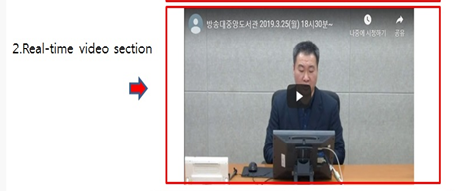 2.Real-time video section
방송대중앙도서관 2019.3.25(월) 18시30분~
나중에 시청하기
공유